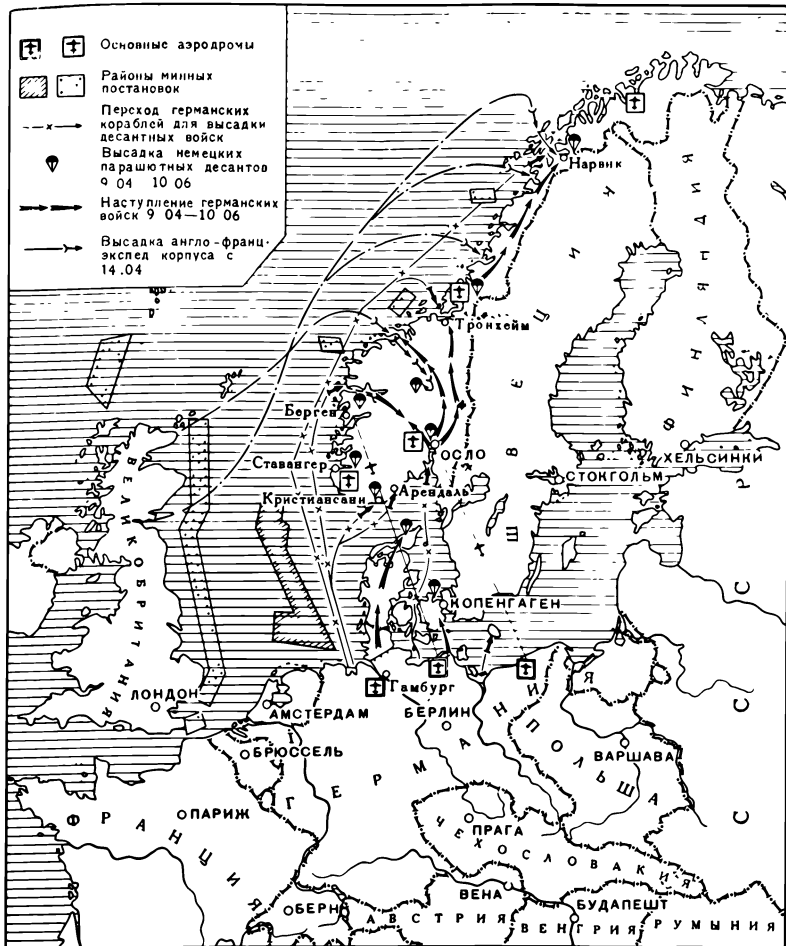 Основные аэродромы
Районы минных
постановок
Переход германских
кораблей для высадки
десантных войск
Высадка немецких
парашютных десантов
9 04 10 06
Наступление германских
войск 9 04—10 06
Высадка англо-франц-
экспед корпуса с
14.04
Нарвик
Тронхейм
Берген
ОСЛО
Ставангер
Кристиансанн
Арендаль
ШВЕЦИЯ
ФИНЛЯНДИЯ
ХЕЛЬСИНКИ
СТОКГОЛЬМ
СССР
ВЕЛИКОБРИТАНИЯ
КОПЕНГАГЕН
ЛОНДОН
Гамбург
АМСТЕРДАМ
БЕРЛИН
БРЮССЕЛЬ
ГЕРМАНИЯ
ПОЛЬША
ВАРШАВА
ПАРИЖ
ФРАНЦИЯ
ПРАГА
ЧЕХОСЛОВАКИЯ
ВЕНА
БЕРН
БУДАПЕШТ
АВСТРИЯ
ВЕНГРИЯ
РУМЫНИЯ